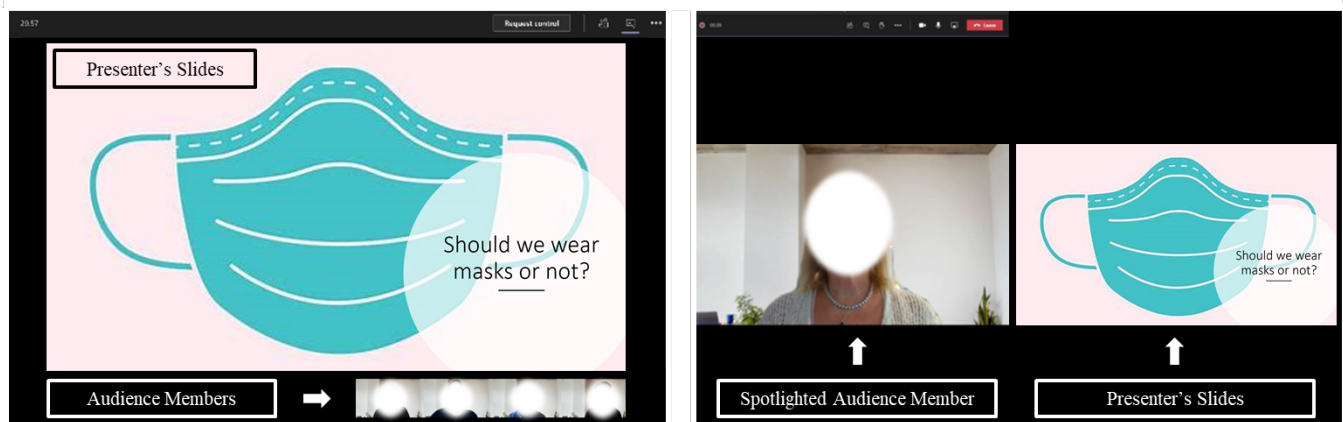 29:57
Request control
Presenter's Slides
Should we wear
masks or not?
Audience Members
Leave
Should we wear
masks or not?
Spotlighted Audience Member
Presenter's Slides